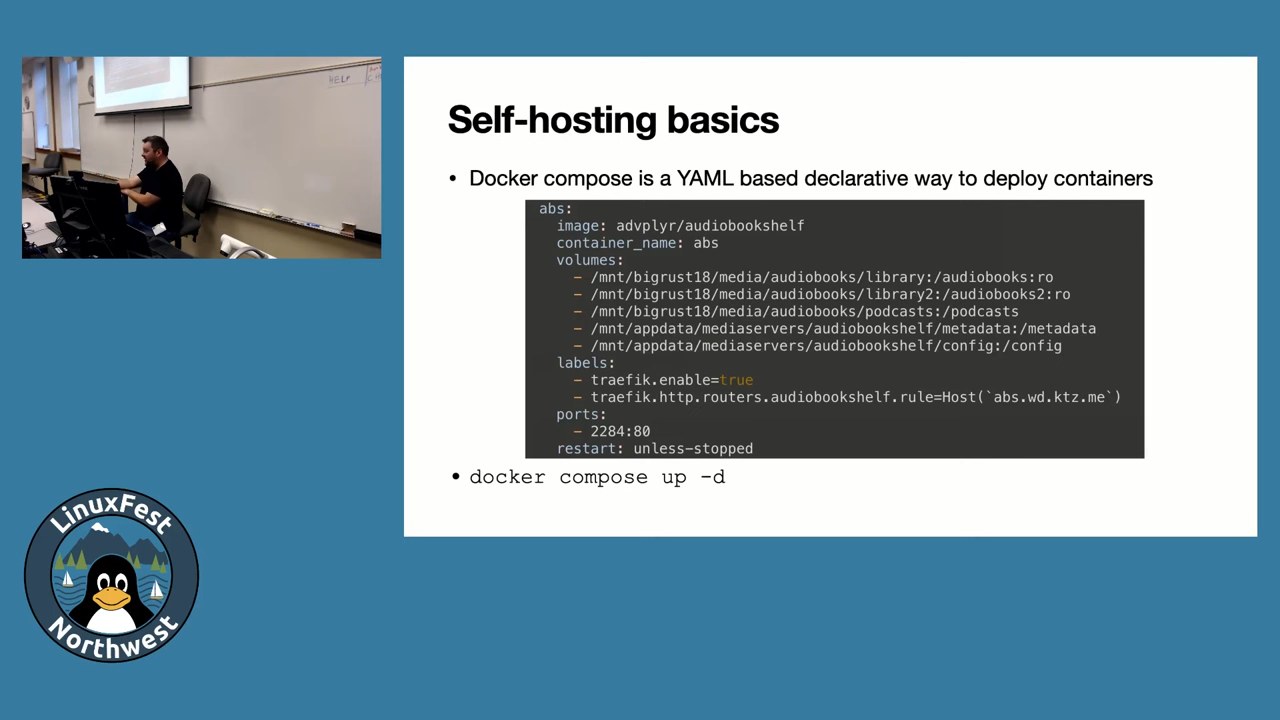 HELP
Self-hosting basics
• Docker compose is a YAML based declarative way to deploy containers
abs:
image: advplyr/audiobookshelf
container_name: abs
volumes:
- /mnt/bigrust18/media/audiobooks/library:/audiobooks:ro
- /mnt/bigrust18/media/audiobooks/library2:/audiobooks2:ro
- /mnt/bigrust18/media/audiobooks/podcasts:/podcasts
- /mnt/appdata/mediaservers/audiobookshelf/metadata:/metadata
- /mnt/appdata/mediaservers/audiobookshelf/config:/config
labels:
- traefik.enable=true
- traefik.http.routers.audiobookshelf.rule=Host(`abs.wd.ktz.me`)
ports:
- 2284:80
restart: unless-stopped
• docker compose up -d
LinuxFest
Northwest